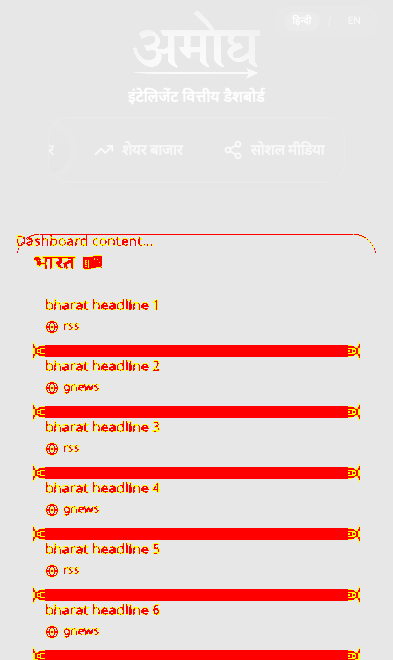 हिन्दी / EN
अमोघ
इंटेलिजेंट वित्तीय डैशबोर्ड
र शेयर बाजार सोशल मीडिया
Dashboard content...
भारत
bharat headline 1
rss
bharat headline 2
gnews
bharat headline 3
rss
bharat headline 4
gnews
bharat headline 5
rss
bharat headline 6
gnews